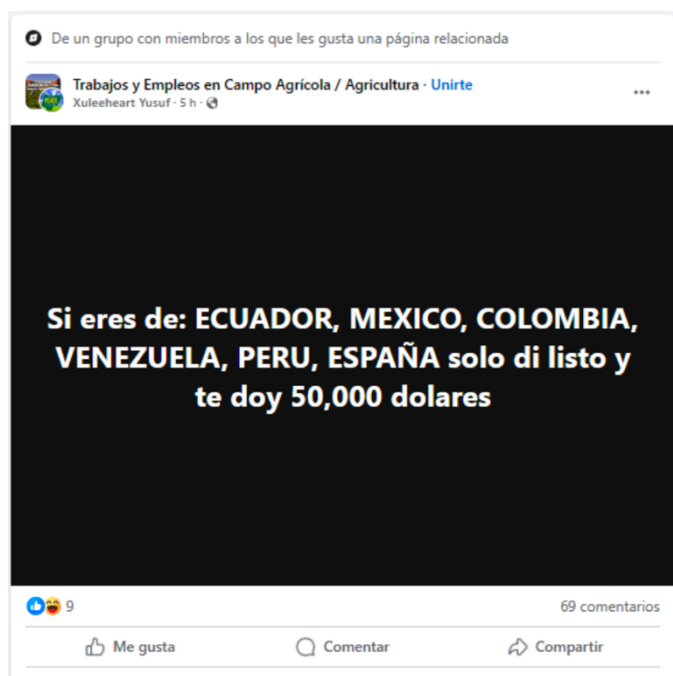 De un grupo con miembros a los que les gusta una página relacionada
Trabajos y Empleos en Campo Agrícola / Agricultura · Unirte
Xuleeheart Yusuf · 5 h ·
Si eres de: ECUADOR, MEXICO, COLOMBIA,
VENEZUELA, PERU, ESPAÑA solo di listo y
te doy 50,000 dolares
9
69 comentarios
Me gusta
Comentar
Compartir